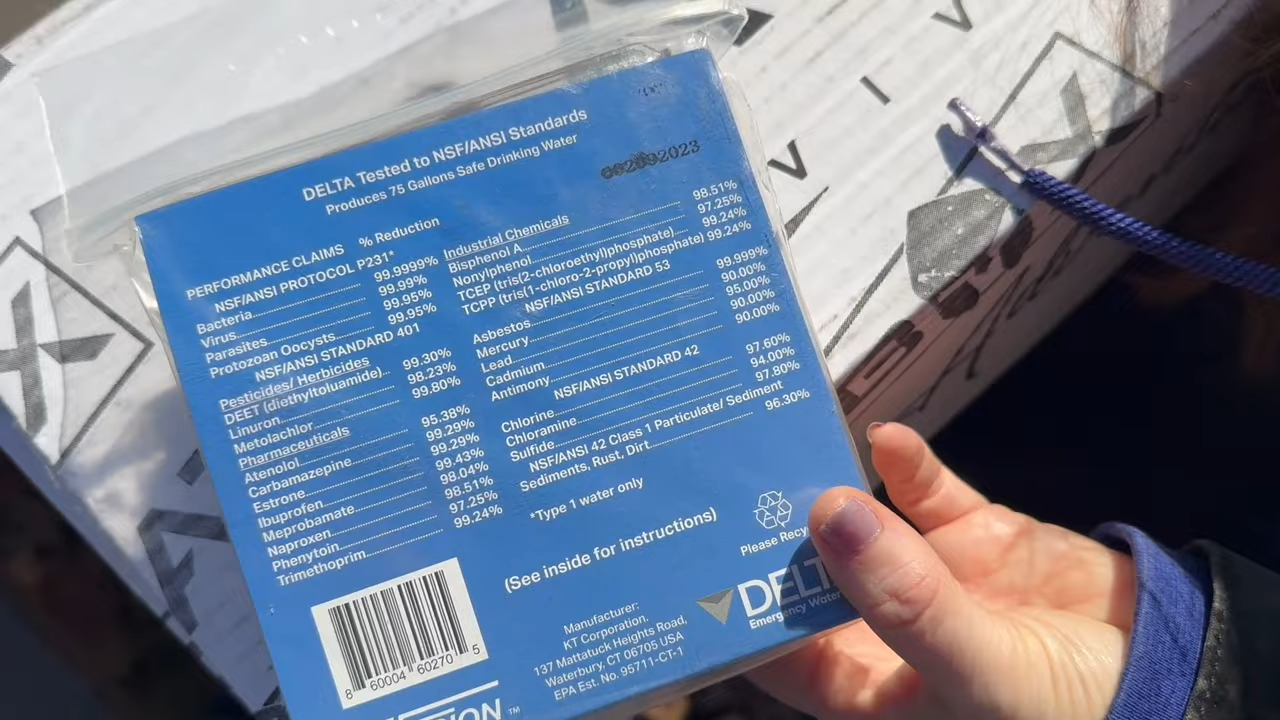 DELTA Tested to NSF/ANSI Standards
Produces 75 Gallons Safe Drinking Water
PERFORMANCE CLAIMS % Reduction
NSF/ANSI PROTOCOL P231*
Bacteria 99.9999%
Virus 99.99%
Parasites 99.95%
Protozoan Oocysts 99.95%
NSF/ANSI STANDARD 401
Pesticides/ Herbicides
DEET (diethyltoluamide) 99.30%
Linuron 98.23%
Metolachlor 99.80%
Pharmaceuticals
Atenolol 95.38%
Carbamazepine 99.29%
Estrone 99.29%
Ibuprofen 99.43%
Meprobamate 98.04%
Naproxen 98.51%
Phenytoin 97.25%
Trimethoprim 99.24%
Industrial Chemicals
Bisphenol A 98.51%
Nonylphenol 97.25%
TCEP (tris(2-chloroethyl)phosphate) 99.24%
TCPP (tris(1-chloro-2-propyl)phosphate) 99.24%
NSF/ANSI STANDARD 53
Asbestos 99.999%
Mercury 90.00%
Lead 95.00%
Cadmium 90.00%
Antimony
NSF/ANSI STANDARD 42
Chlorine 97.60%
Chloramine 94.00%
Sulfide 97.80%
NSF/ANSI 42 Class 1 Particulate/ Sediment
Sediments, Rust, Dirt 96.30%
*Type 1 water only
(See inside for instructions)
Please
8 60004 60270 5
Manufacturer:
KT Corporation.
137 Mattatuck Heights Road,
Waterbury, CT 06705 USA
EPA Est. No. 95711-CT-1
DELTA
Emergency Water